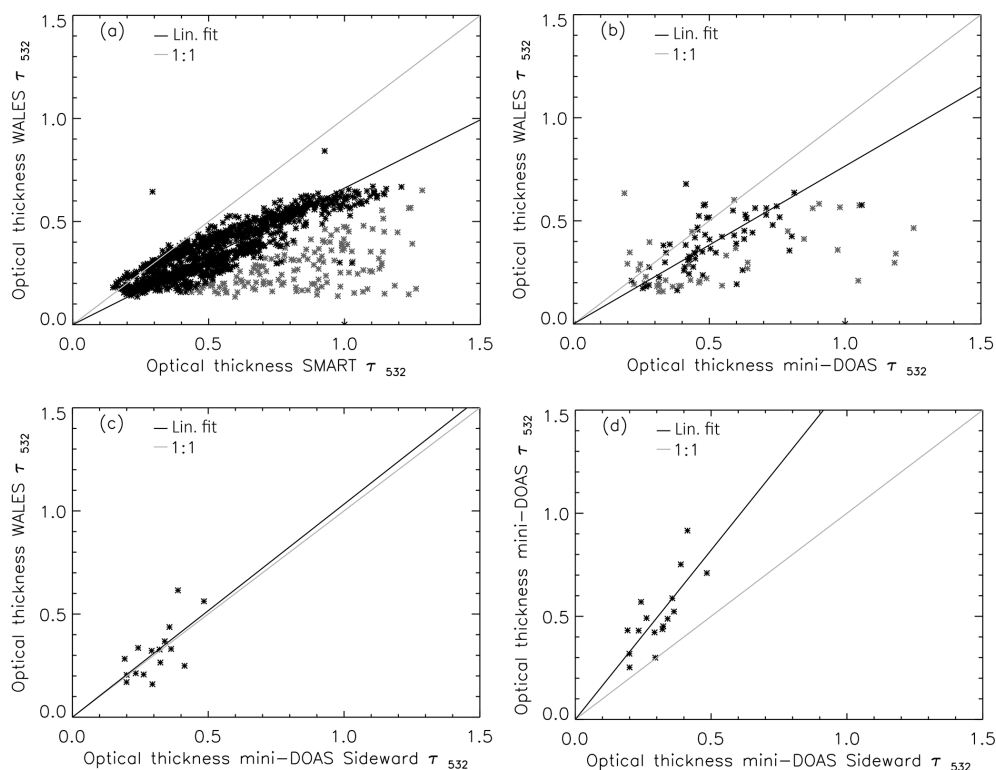 (a)
— Lin. fit
— 1:1
Optical thickness WALES τ 532
1.5
1.0
0.5
0.0
0.0 0.5 1.0 1.5
Optical thickness SMART τ 532
(b)
— Lin. fit
— 1:1
Optical thickness WALES τ 532
1.5
1.0
0.5
0.0
0.0 0.5 1.0 1.5
Optical thickness mini-DOAS τ 532
(c)
— Lin. fit
— 1:1
Optical thickness WALES τ 532
1.5
1.0
0.5
0.0
0.0 0.5 1.0 1.5
Optical thickness mini-DOAS Sideward τ 532
(d)
— Lin. fit
— 1:1
Optical thickness mini-DOAS τ 532
1.5
1.0
0.5
0.0
0.0 0.5 1.0 1.5
Optical thickness mini-DOAS Sideward τ 532